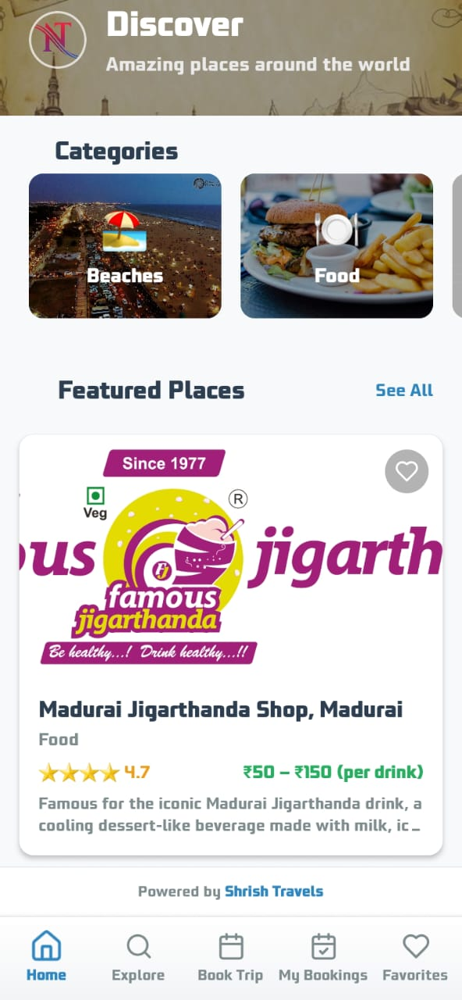 NT
Discover
Amazing places around the world
Categories
Beaches
Food
Featured Places
See All
Since 1977
Veg
®
ous
jigarth
FJ
famous
jigarthanda
Be healthy...! Drink healthy...!!
Madurai Jigarthanda Shop, Madurai
Food
4.7
₹50 – ₹150 (per drink)
Famous for the iconic Madurai Jigarthanda drink, a
cooling dessert-like beverage made with milk, ic…
Powered by Shrish Travels
Home
Explore
Book Trip
My Bookings
Favorites